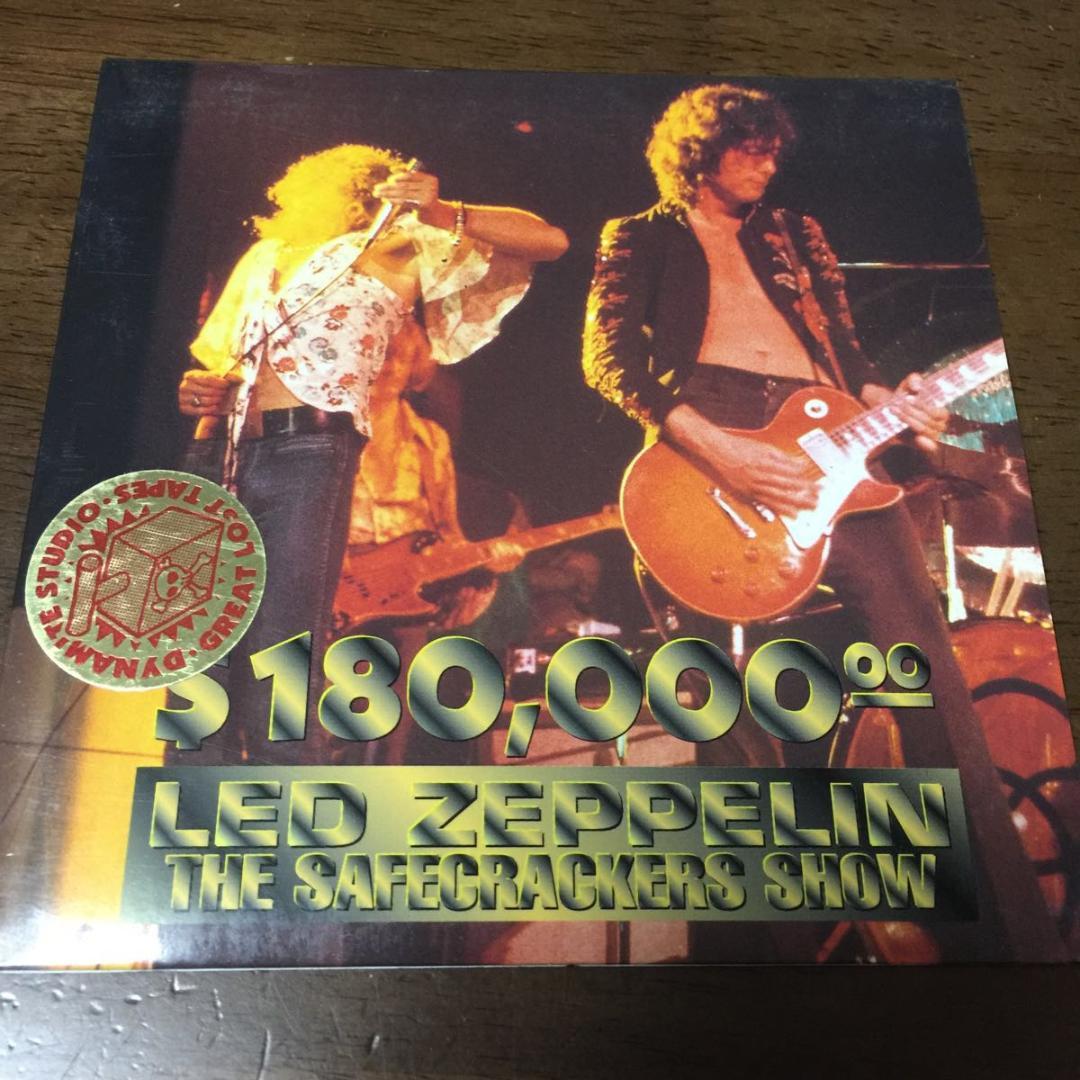 DYNAMITE STUDIO · GREAT LOST TAPES ·
$180,000.00
LED ZEPPELIN
THE SAFECRACKERS SHOW